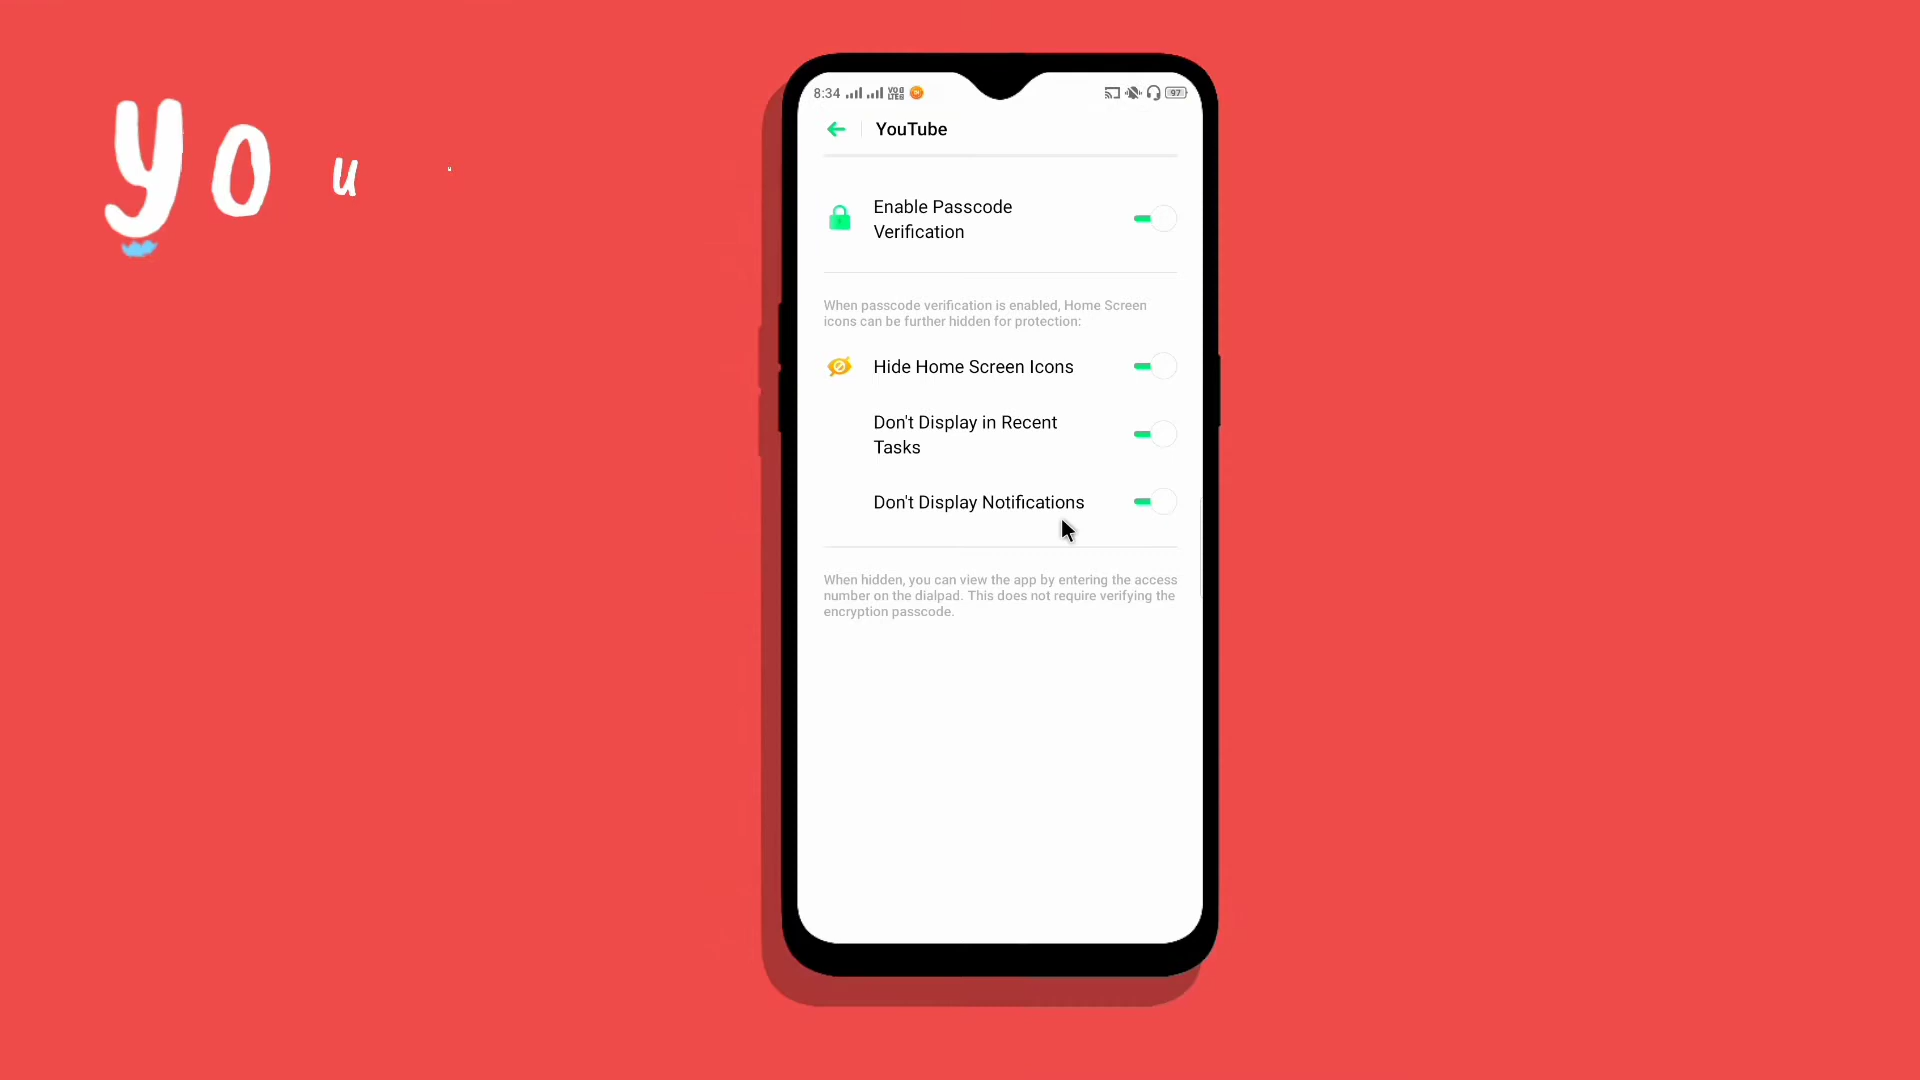 you
8:34
97
YouTube
Enable Passcode
Verification
When passcode verification is enabled, Home Screen
icons can be further hidden for protection:
Hide Home Screen Icons
Don't Display in Recent
Tasks
Don't Display Notifications
When hidden, you can view the app by entering the access
number on the dialpad. This does not require verifying the
encryption passcode.